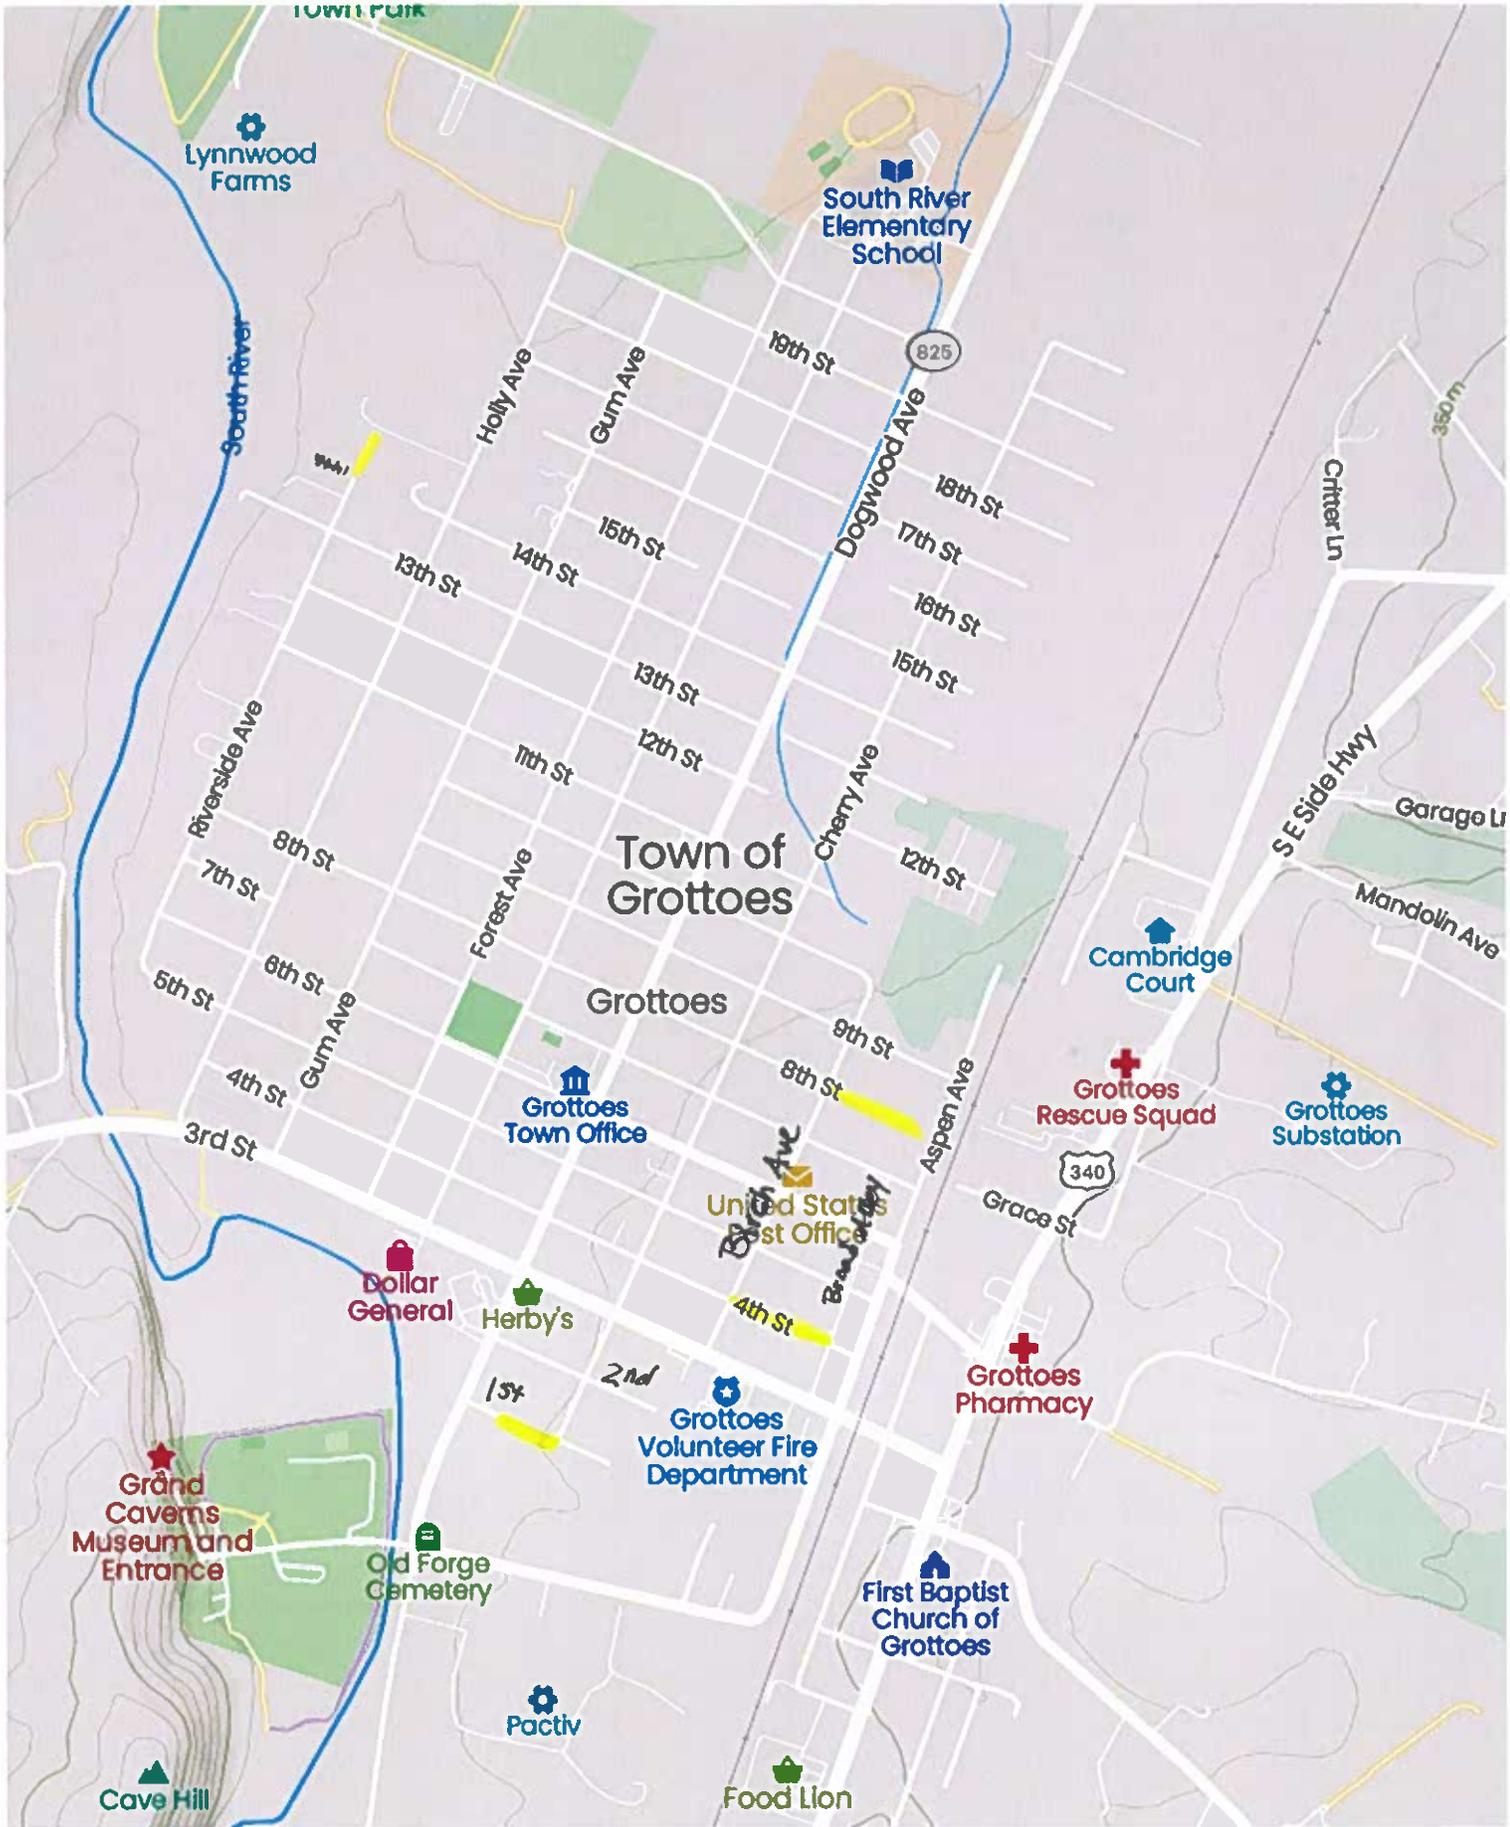 Town Park
Lynnwood
Farms
South River
Elementary
School
South River
Holly Ave
Gum Ave
19th St
825
Dogwood Ave
350 m
Critter Ln
18th St
17th St
16th St
15th St
15th St
14th St
13th St
13th St
12th St
11th St
Riverside Ave
8th St
7th St
Forest Ave
Town of
Grottoes
Cherry Ave
12th St
S E Side Hwy
Garage Ln
Mandolin Ave
Cambridge
Court
6th St
5th St
Gum Ave
4th St
3rd St
Grottoes
9th St
8th St
Aspen Ave
Grottoes
Town Office
Grottoes
Rescue Squad
Grottoes
Substation
340
Grace St
Birch Ave
United States
Post Office
Broad Alley
4th St
Dollar
General
Herby's
1st
2nd
Grottoes
Volunteer Fire
Department
Grottoes
Pharmacy
Grand
Caverns
Museum and
Entrance
Old Forge
Cemetery
First Baptist
Church of
Grottoes
Pactiv
Cave Hill
Food Lion